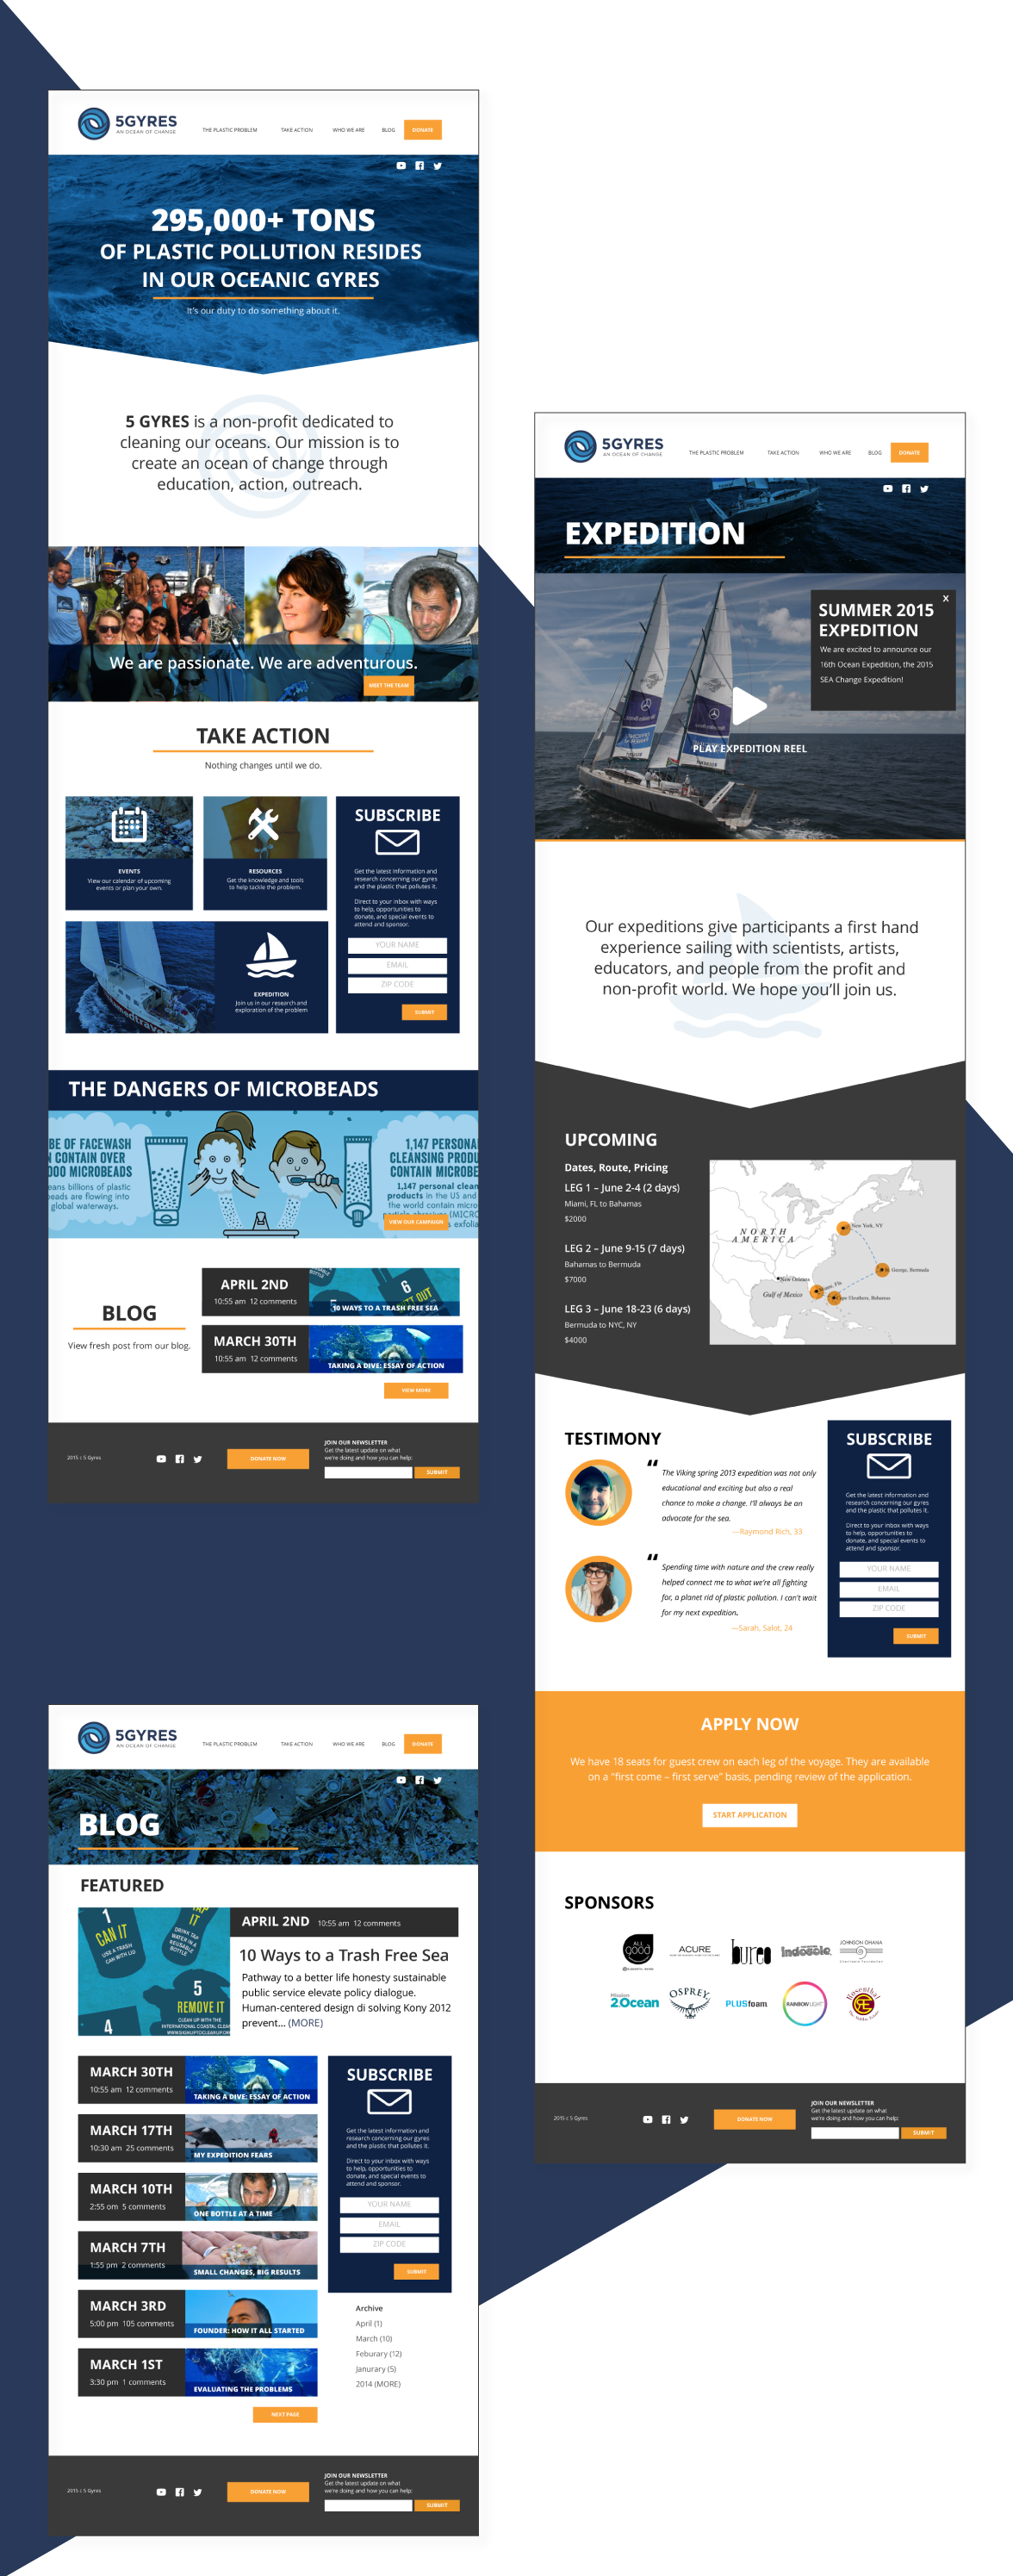 5GYRES
AN OCEAN OF CHANGE
THE PLASTIC PROBLEM
TAKE ACTION
WHO WE ARE
BLOG
DONATE
295,000+ TONS
OF PLASTIC POLLUTION RESIDES
IN OUR OCEANIC GYRES
It's our duty to do something about it.
5 GYRES is a non-profit dedicated to
cleaning our oceans. Our mission is to
create an ocean of change through
education, action, outreach.
We are passionate. We are adventurous.
MEET THE TEAM
TAKE ACTION
Nothing changes until we do.
EVENTS
View our calendar of upcoming
events or plan your own.
RESOURCES
Get the knowledge and tools
to help tackle the problem.
EXPEDITION
Join us in our research and
exploration of the problem
SUBSCRIBE
Get the latest information and
research concerning our gyres
and the plastic that pollutes it.
Direct to your inbox with ways
to help, opportunities to
donate, and special events to
attend and sponsor.
YOUR NAME
EMAIL
ZIP CODE
SUBMIT
THE DANGERS OF MICROBEADS
BE OF FACEWASH
CONTAIN OVER
000 MICROBEADS
eans billions of plastic
eads are flowing into
global waterways.
1,147 PERSONA
CLEANSING PRODU
CONTAIN MICROBE
1,147 personal clean
products in the US and
the world contain micro
VIEW OUR CAMPAIGN
s exfolia
BLOG
View fresh post from our blog.
APRIL 2ND
10:55 am 12 comments
10 WAYS TO A TRASH FREE SEA
MARCH 30TH
10:55 am 12 comments
TAKING A DIVE: ESSAY OF ACTION
VIEW MORE
2015 c 5 Gyres
DONATE NOW
JOIN OUR NEWSLETTER
Get the latest update on what
we're doing and how you can help:
SUBMIT
5GYRES
AN OCEAN OF CHANGE
THE PLASTIC PROBLEM
TAKE ACTION
WHO WE ARE
BLOG
DONATE
EXPEDITION
SUMMER 2015
EXPEDITION
X
We are excited to announce our
16th Ocean Expedition, the 2015
SEA Change Expedition!
PLAY EXPEDITION REEL
Our expeditions give participants a first hand
experience sailing with scientists, artists,
educators, and people from the profit and
non-profit world. We hope you'll join us.
UPCOMING
Dates, Route, Pricing
LEG 1 – June 2-4 (2 days)
Miami, FL to Bahamas
$2000
LEG 2 – June 9-15 (7 days)
Bahamas to Bermuda
$7000
LEG 3 – June 18-23 (6 days)
Bermuda to NYC, NY
$4000
NORTH
AMERICA
New York, NY
St. George, Bermuda
New Orleans
Gulf of Mexico
TESTIMONY
"
The Viking spring 2013 expedition was not only
educational and exciting but also a real
chance to make a change. I'll always be an
advocate for the sea.
—Raymond Rich, 33
"
Spending time with nature and the crew really
helped connect me to what we're all fighting
for, a planet rid of plastic pollution. I can't wait
for my next expedition.
—Sarah, Salot, 24
SUBSCRIBE
Get the latest information and
research concerning our gyres
and the plastic that pollutes it.
Direct to your inbox with ways
to help, opportunities to
donate, and special events to
attend and sponsor.
YOUR NAME
EMAIL
ZIP CODE
SUBMIT
APPLY NOW
We have 18 seats for guest crew on each leg of the voyage. They are available
on a "first come – first serve" basis, pending review of the application.
START APPLICATION
SPONSORS
ALL
good
ACURE
bureo
indosole
JOHNSON OHANA
Mission
2Ocean
OSPREY
PLUSfoam
RAINBOW LIGHT
Rosenthal
2015 c 5 Gyres
DONATE NOW
JOIN OUR NEWSLETTER
Get the latest update on what
we're doing and how you can help:
SUBMIT
5GYRES
AN OCEAN OF CHANGE
THE PLASTIC PROBLEM
TAKE ACTION
WHO WE ARE
BLOG
DONATE
BLOG
FEATURED
1
CAN IT
USE A TRASH
CAN WITH LID
IT
DRINK TAP
WATER IN A
REUSABLE
BOTTLE
5
REMOVE IT
CLEAN UP WITH THE
INTERNATIONAL COASTAL CLEAN
4
APRIL 2ND 10:55 am 12 comments
10 Ways to a Trash Free Sea
Pathway to a better life honesty sustainable
public service elevate policy dialogue.
Human-centered design di solving Kony 2012
prevent... (MORE)
MARCH 30TH
10:55 am 12 comments
TAKING A DIVE: ESSAY OF ACTION
MARCH 17TH
10:30 am 25 comments
MY EXPEDITION FEARS
MARCH 10TH
2:55 om 5 comments
ONE BOTTLE AT A TIME
MARCH 7TH
1:55 pm 2 comments
SMALL CHANGES, BIG RESULTS
MARCH 3RD
5:00 pm 105 comments
FOUNDER: HOW IT ALL STARTED
MARCH 1ST
3:30 pm 1 comments
EVALUATING THE PROBLEMS
NEXT PAGE
SUBSCRIBE
Get the latest information and
research concerning our gyres
and the plastic that pollutes it.
Direct to your inbox with ways
to help, opportunities to
donate, and special events to
attend and sponsor.
YOUR NAME
EMAIL
ZIP CODE
SUBMIT
Archive
April (1)
March (10)
Feburary (12)
Janurary (5)
2014 (MORE)
2015 c 5 Gyres
DONATE NOW
JOIN OUR NEWSLETTER
Get the latest update on what
we're doing and how you can help:
SUBMIT